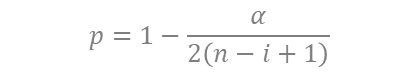 p = 1 − α / 2(n − i + 1)